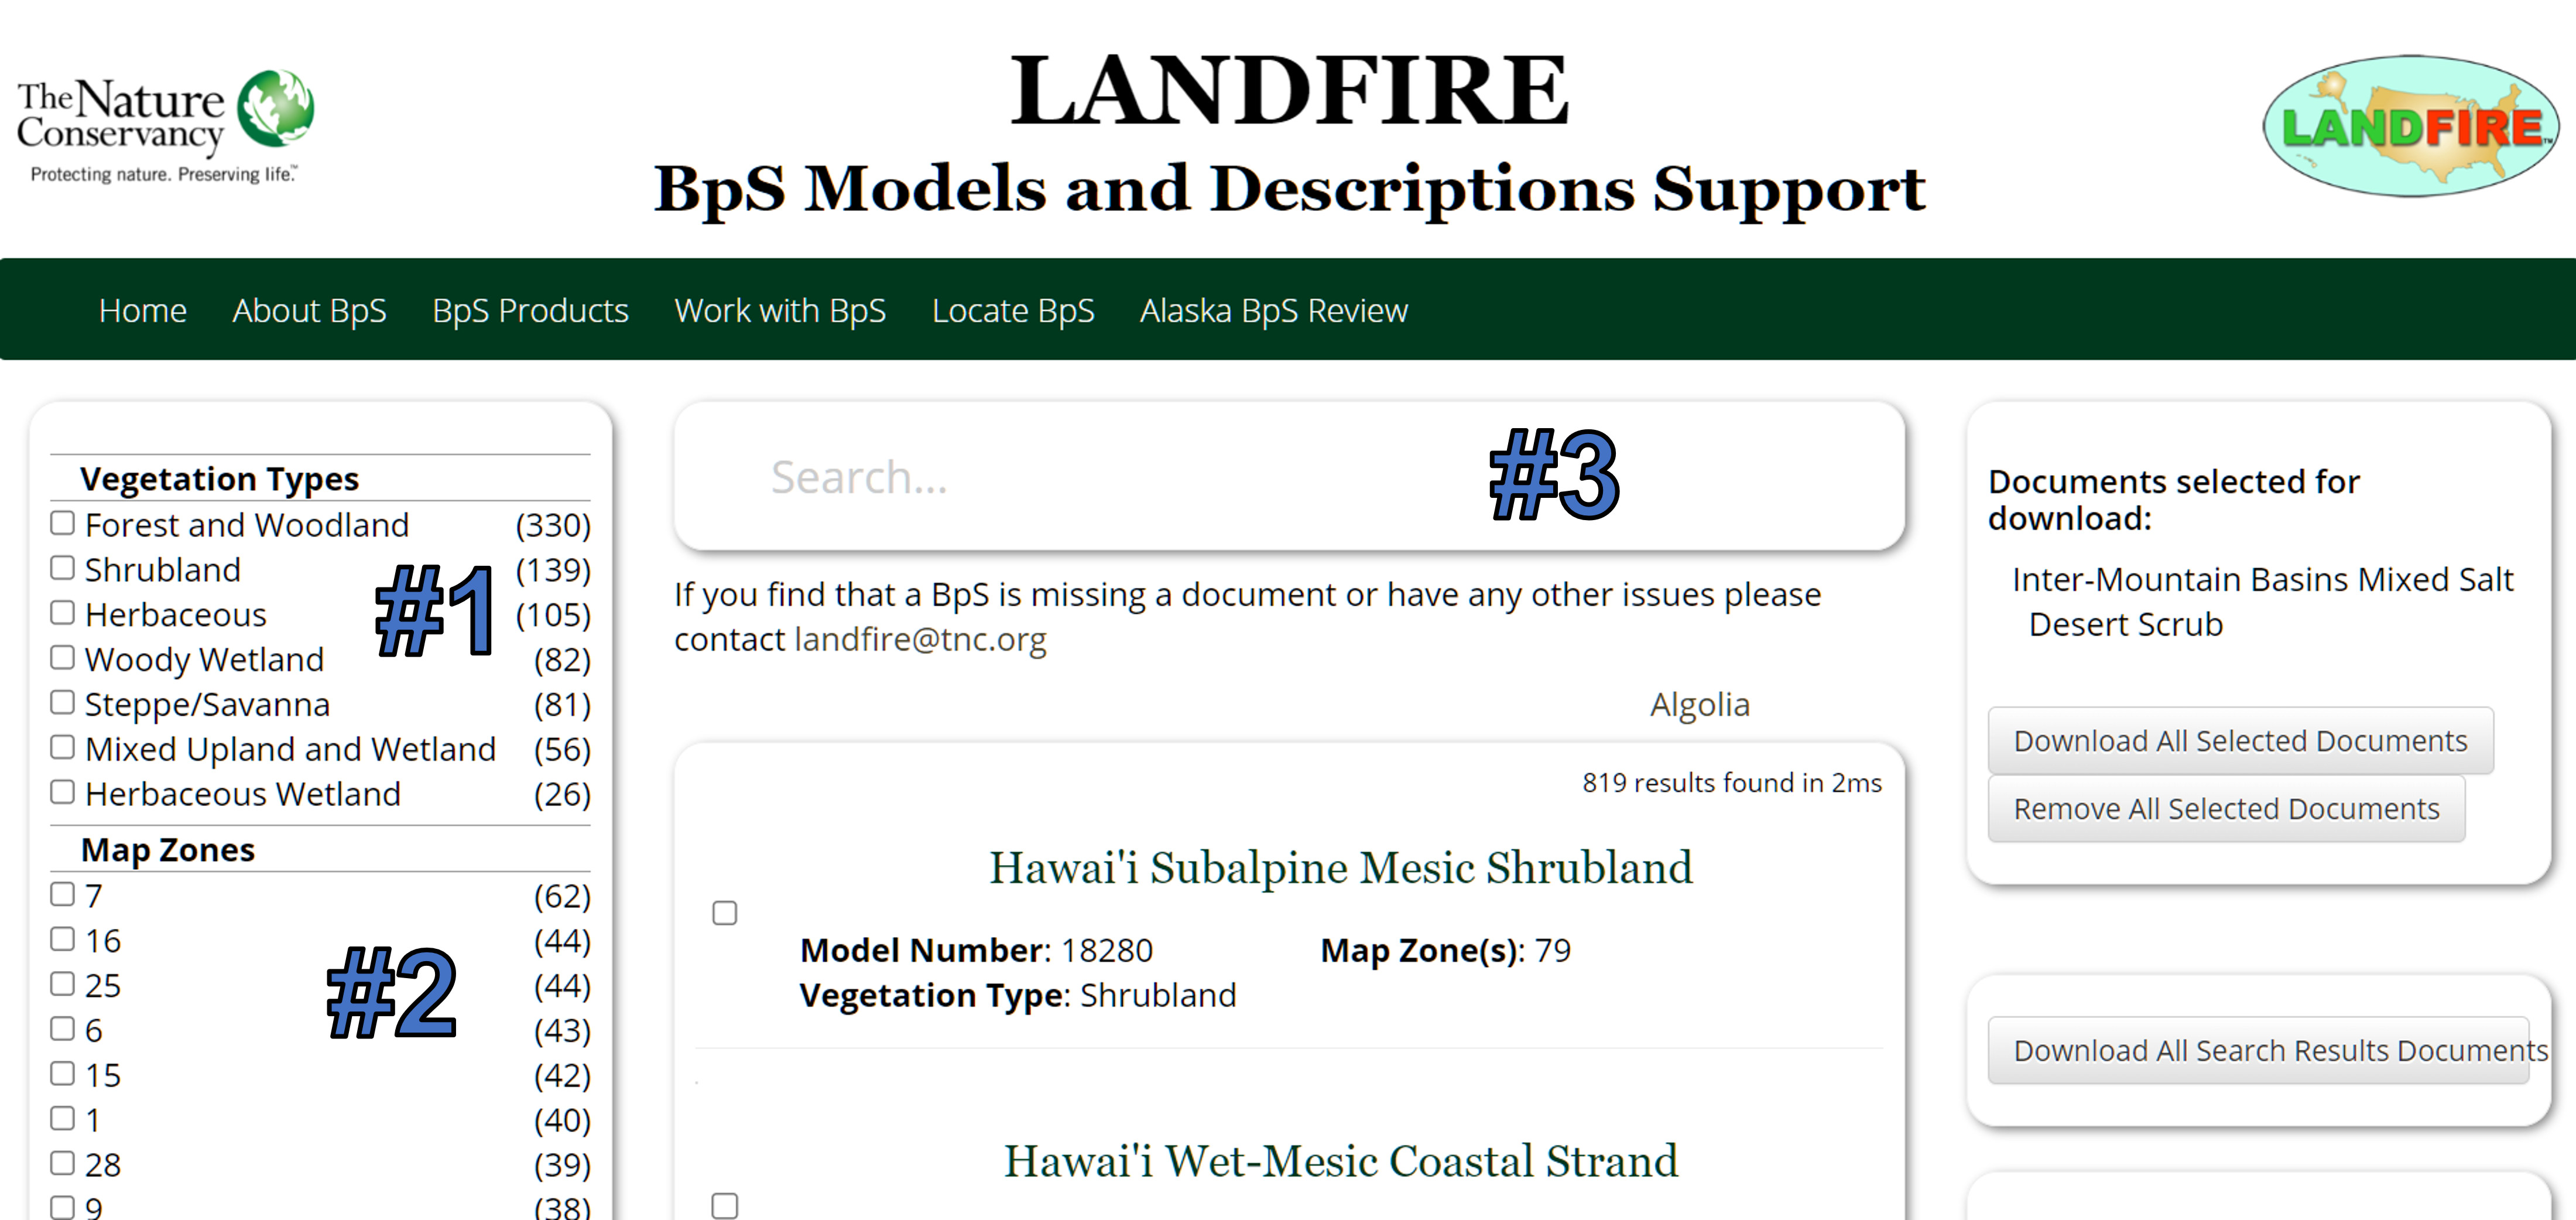 The Nature
Conservancy
Protecting nature. Preserving life.™
LANDFIRE
BpS Models and Descriptions Support
LANDFIRE™
Home About BpS BpS Products Work with BpS Locate BpS Alaska BpS Review
Vegetation Types
Forest and Woodland (330)
Shrubland (139)
Herbaceous (105)
Woody Wetland (82)
Steppe/Savanna (81)
Mixed Upland and Wetland (56)
Herbaceous Wetland (26)
#1
Map Zones
7 (62)
16 (44)
25 (44)
6 (43)
15 (42)
1 (40)
28 (39)
9 (38)
#2
Search...
#3
If you find that a BpS is missing a document or have any other issues please
contact landfire@tnc.org
Algolia
819 results found in 2ms
Hawai'i Subalpine Mesic Shrubland
Model Number: 18280 Map Zone(s): 79
Vegetation Type: Shrubland
Hawai'i Wet-Mesic Coastal Strand
Documents selected for
download:
Inter-Mountain Basins Mixed Salt
Desert Scrub
Download All Selected Documents
Remove All Selected Documents
Download All Search Results Documents